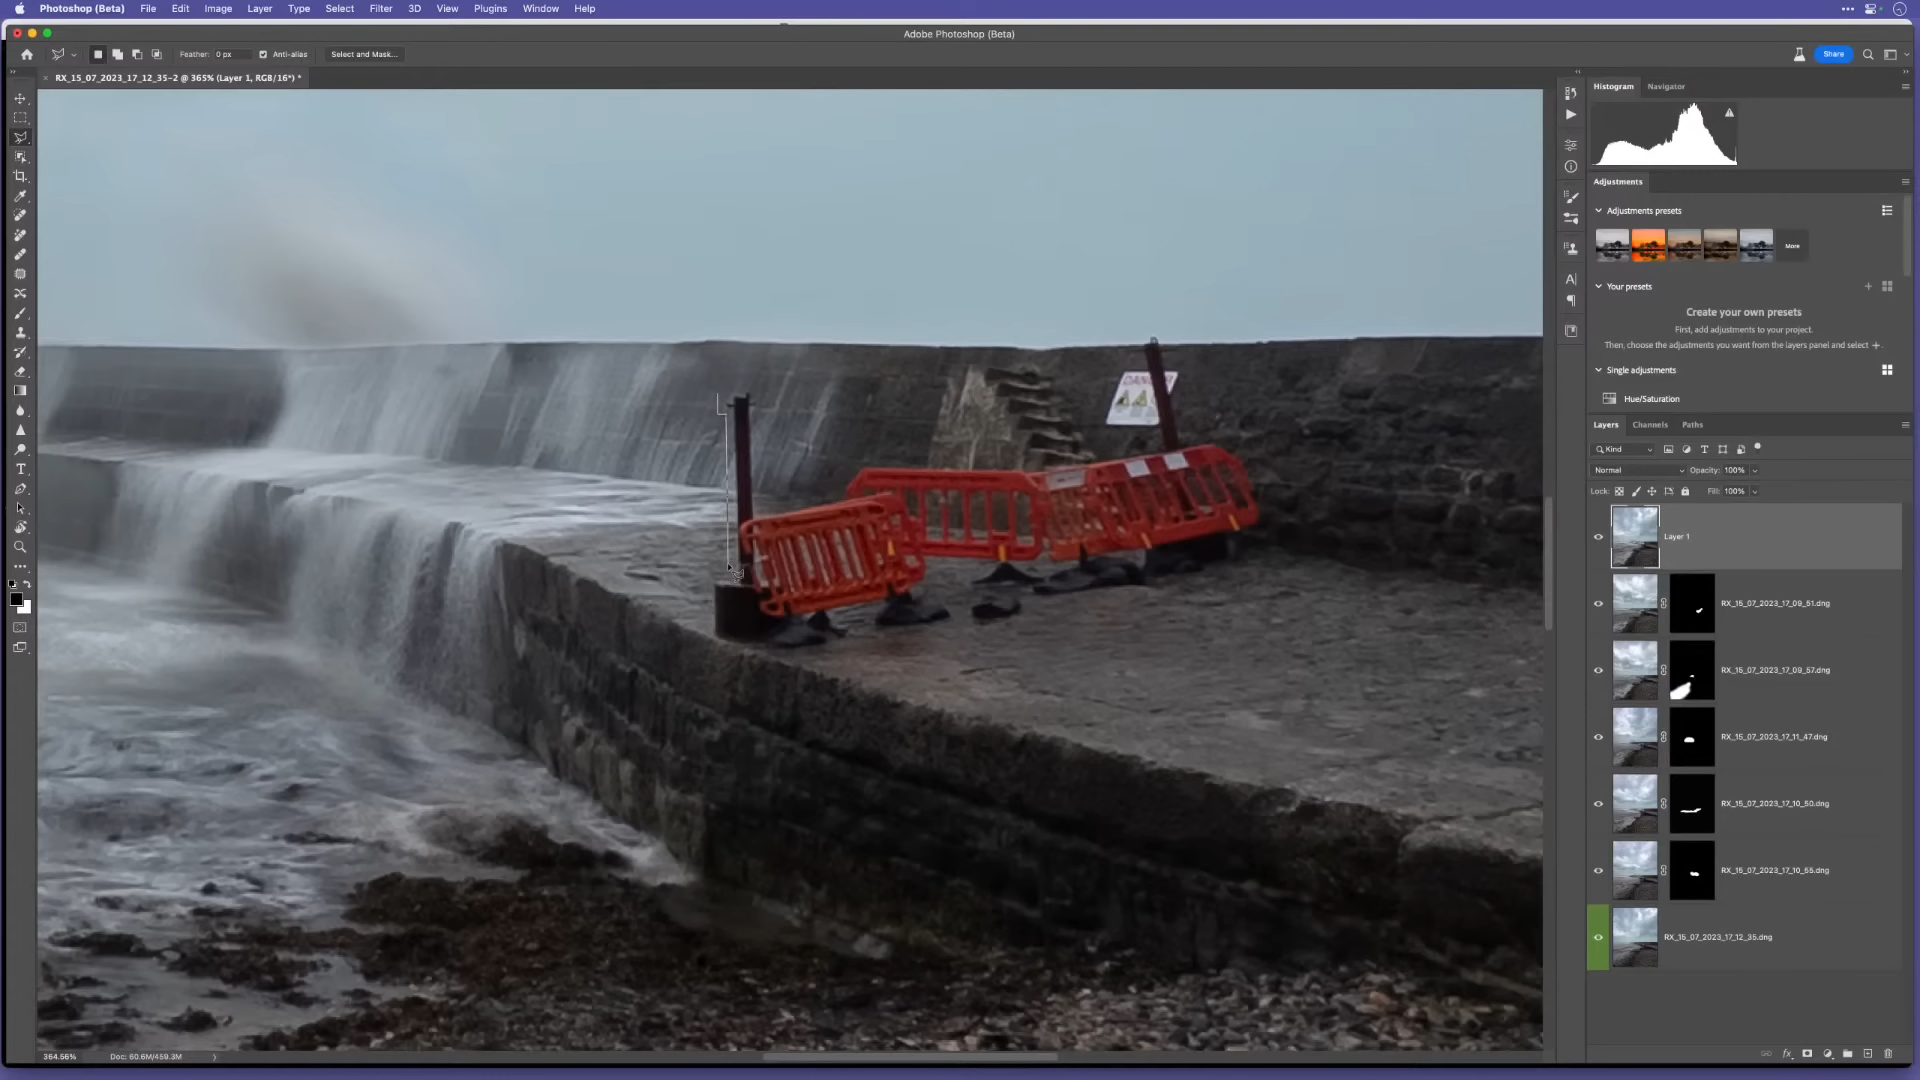 Photoshop (Beta) File Edit Image Layer Type Select Filter 3D View Plugins Window Help
Adobe Photoshop (Beta)
Feather: 0 px Anti-alias Select and Mask... Share
RX_15_07_2023_17_12_35-2 @ 365% (Layer 1, RGB/16*) *
Histogram Navigator
Adjustments
Adjustments presets
More
Your presets
Create your own presets
First, add adjustments to your project.
Then, choose the adjustments you want from the layers panel and select +.
Single adjustments
Hue/Saturation
DANGER
Layers Channels Paths
Kind
Normal Opacity: 100%
Lock: Fill: 100%
Layer 1
RX_15_07_2023_17_09_51.dng
RX_15_07_2023_17_09_57.dng
RX_15_07_2023_17_11_47.dng
RX_15_07_2023_17_10_50.dng
RX_15_07_2023_17_10_55.dng
RX_15_07_2023_17_12_35.dng
364.56% Doc: 60.6M/459.3M